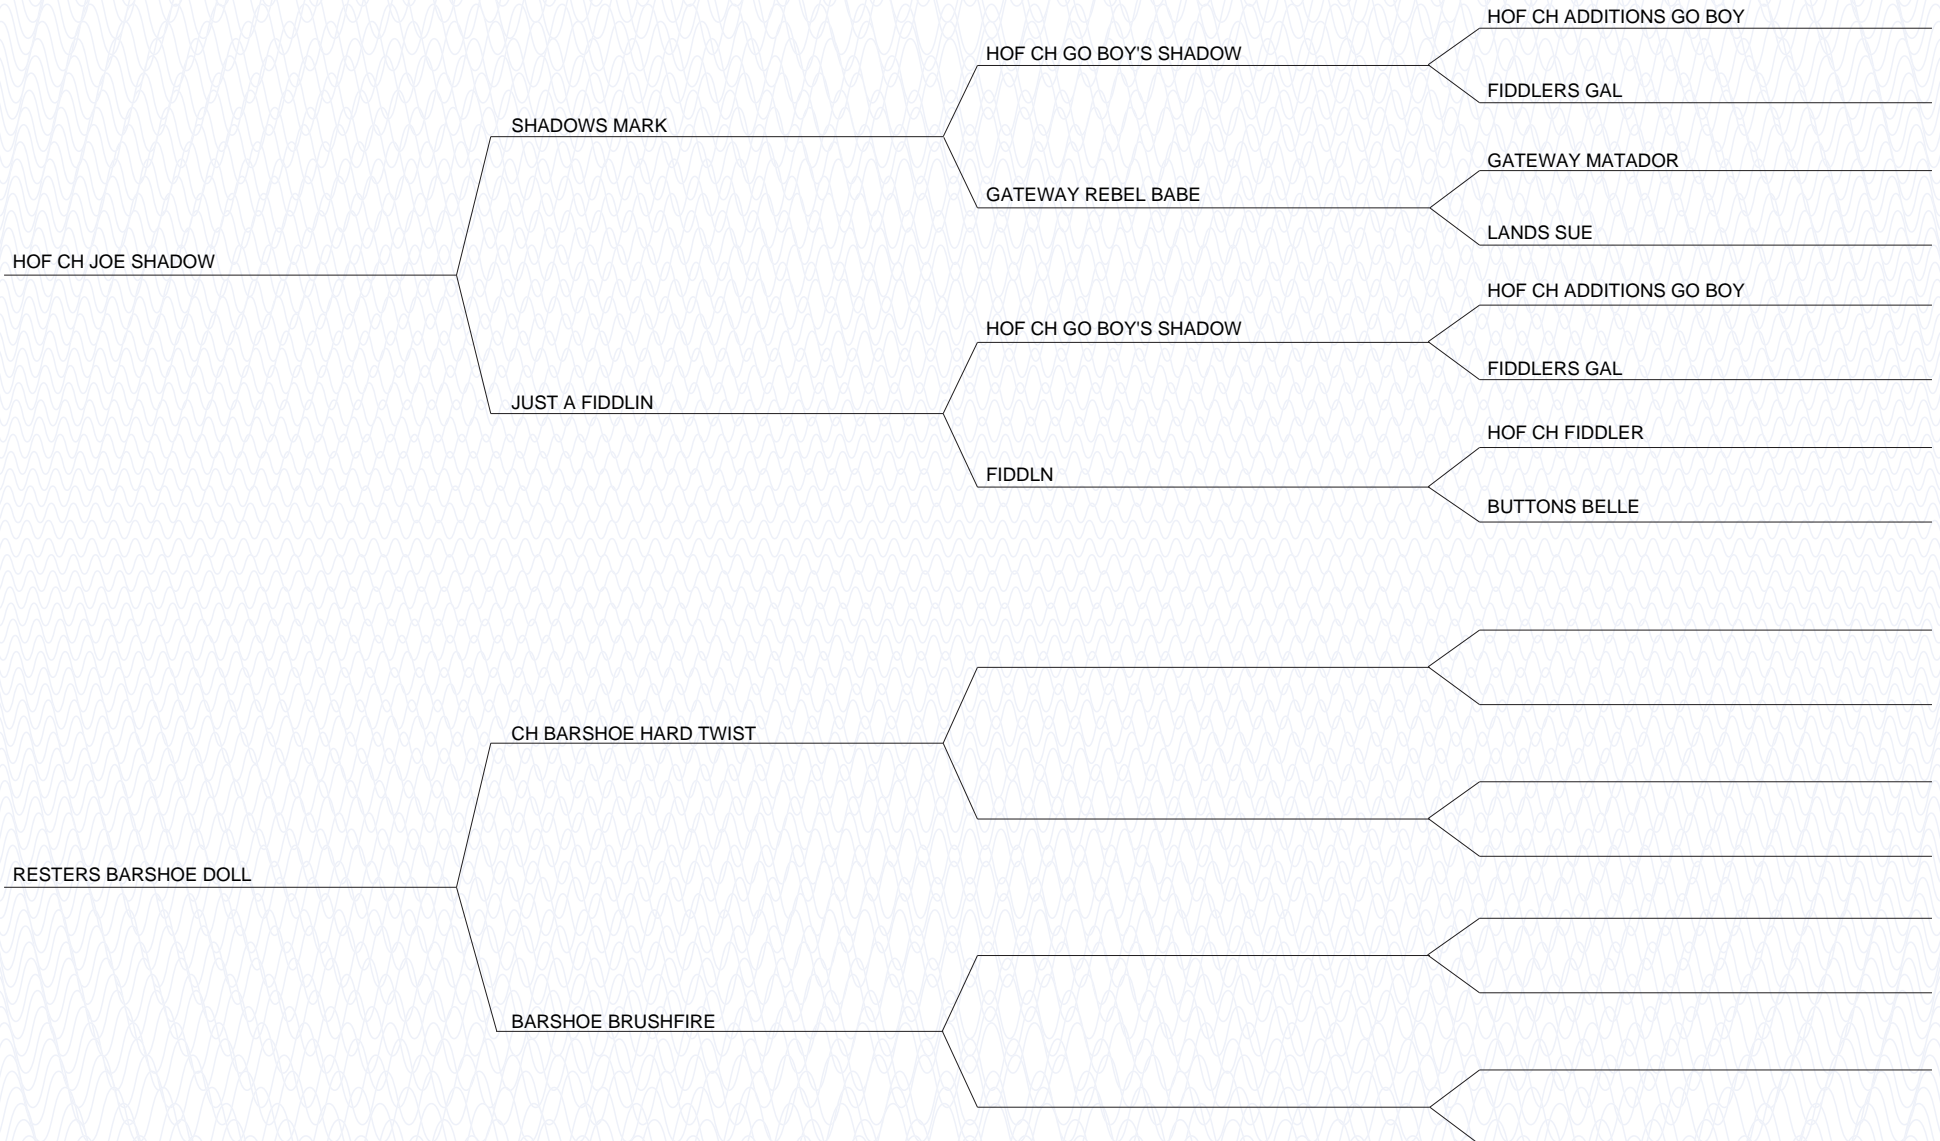 HOF CH ADDITIONS GO BOY
HOF CH GO BOY'S SHADOW
FIDDLERS GAL
SHADOWS MARK
GATEWAY MATADOR
GATEWAY REBEL BABE
LANDS SUE
HOF CH JOE SHADOW
HOF CH ADDITIONS GO BOY
HOF CH GO BOY'S SHADOW
FIDDLERS GAL
JUST A FIDDLIN
HOF CH FIDDLER
FIDDLN
BUTTONS BELLE
CH BARSHOE HARD TWIST
RESTERS BARSHOE DOLL
BARSHOE BRUSHFIRE